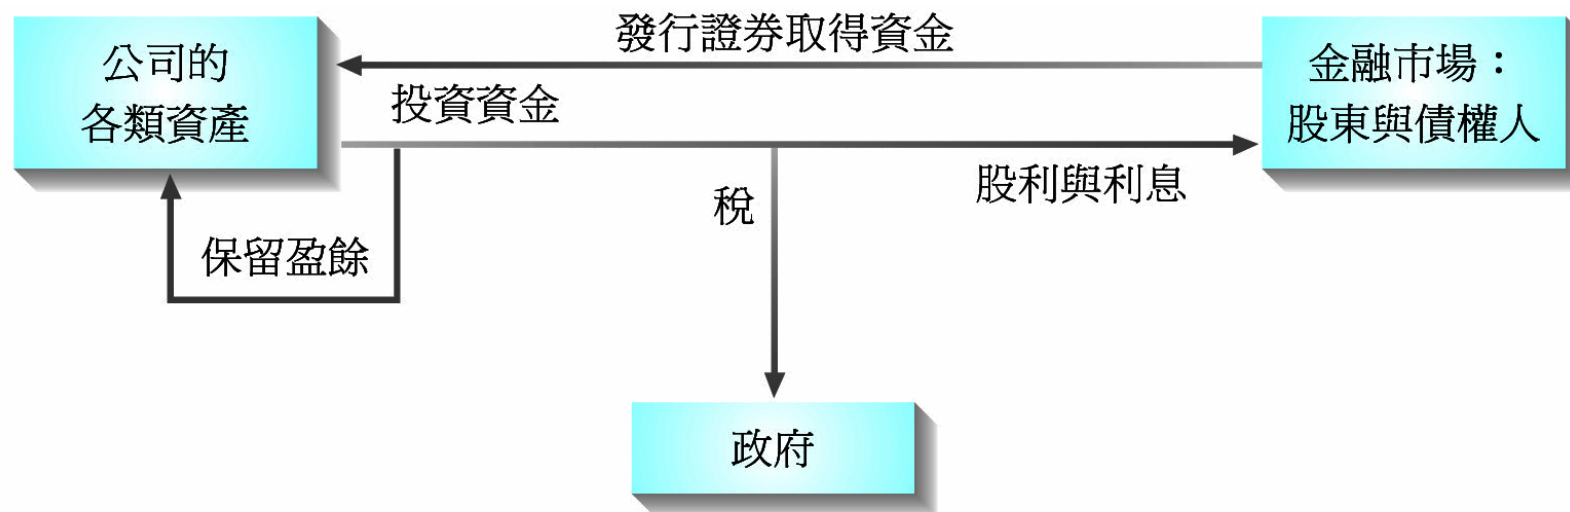 發行證券取得資金
公司的
各類資產
金融市場：
股東與債權人
投資資金
股利與利息
稅
保留盈餘
政府